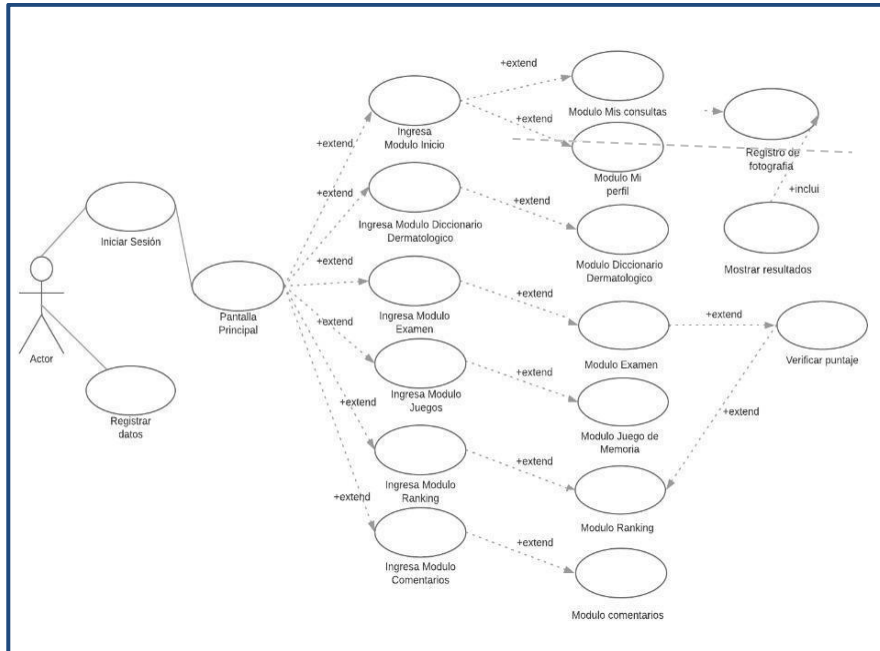 +extend
Modulo Mis consultas
+extend
Ingresa
Modulo Inicio
Registro de
fotografia
+extend
Modulo Mi
perfil
+inclui
+extend
+extend
Ingresa Modulo Diccionario
Dermatologico
Iniciar Sesión
Modulo Diccionario
Dermatologico
Mostrar resultados
+extend
+extend
Pantalla
Principal
Ingresa Modulo
Examen
+extend
+extend
Actor
Modulo Examen
Verificar puntaje
+extend
Ingresa Modulo
Juegos
+extend
+extend
Registrar
datos
Modulo Juego de
Memoria
+extend
Ingresa Modulo
Ranking
+extend
Modulo Ranking
+extend
Ingresa Modulo
Comentarios
Modulo comentarios